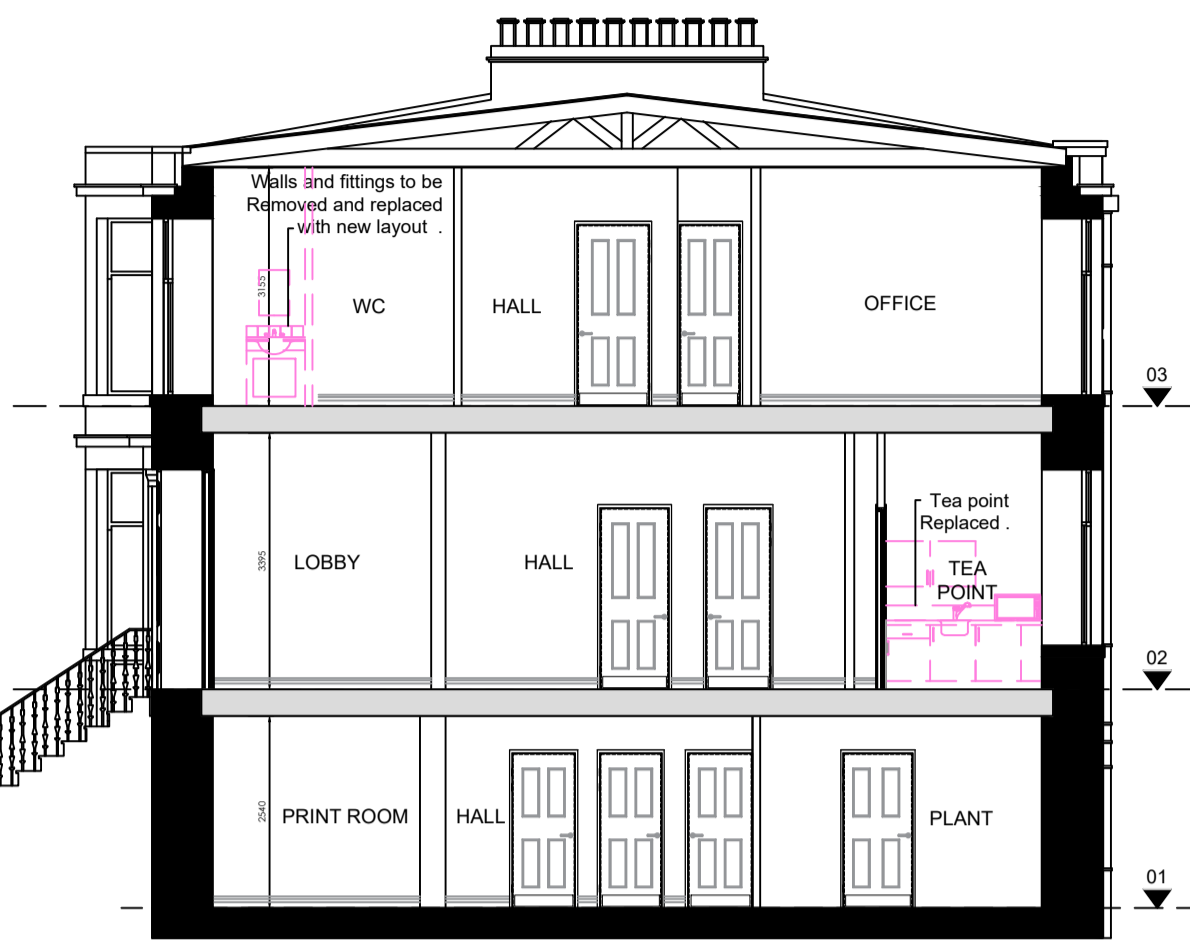 Walls and fittings to be
Removed and replaced
with new layout .
3155
WC
HALL
OFFICE
03
3395
LOBBY
HALL
Tea point
Replaced .
TEA
POINT
02
2540
PRINT ROOM
HALL
PLANT
01